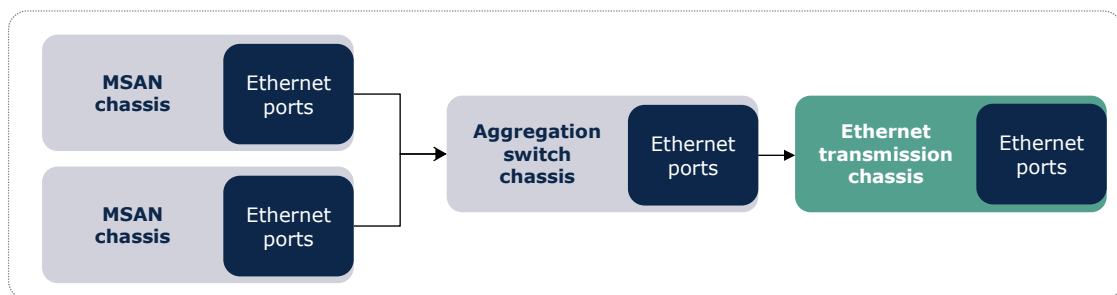 MSAN
chassis
Ethernet
ports
MSAN
chassis
Ethernet
ports
Aggregation
switch
chassis
Ethernet
ports
Ethernet
transmission
chassis
Ethernet
ports